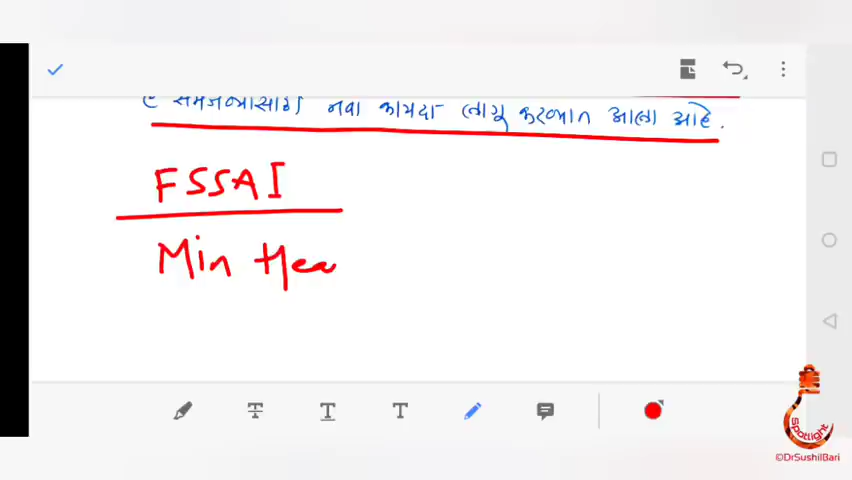 हे समजण्यासाठी नवा कायदा लागू करण्यात आला आहे.
FSSAI
Min Hea
Spotlight
©DrSushilBari